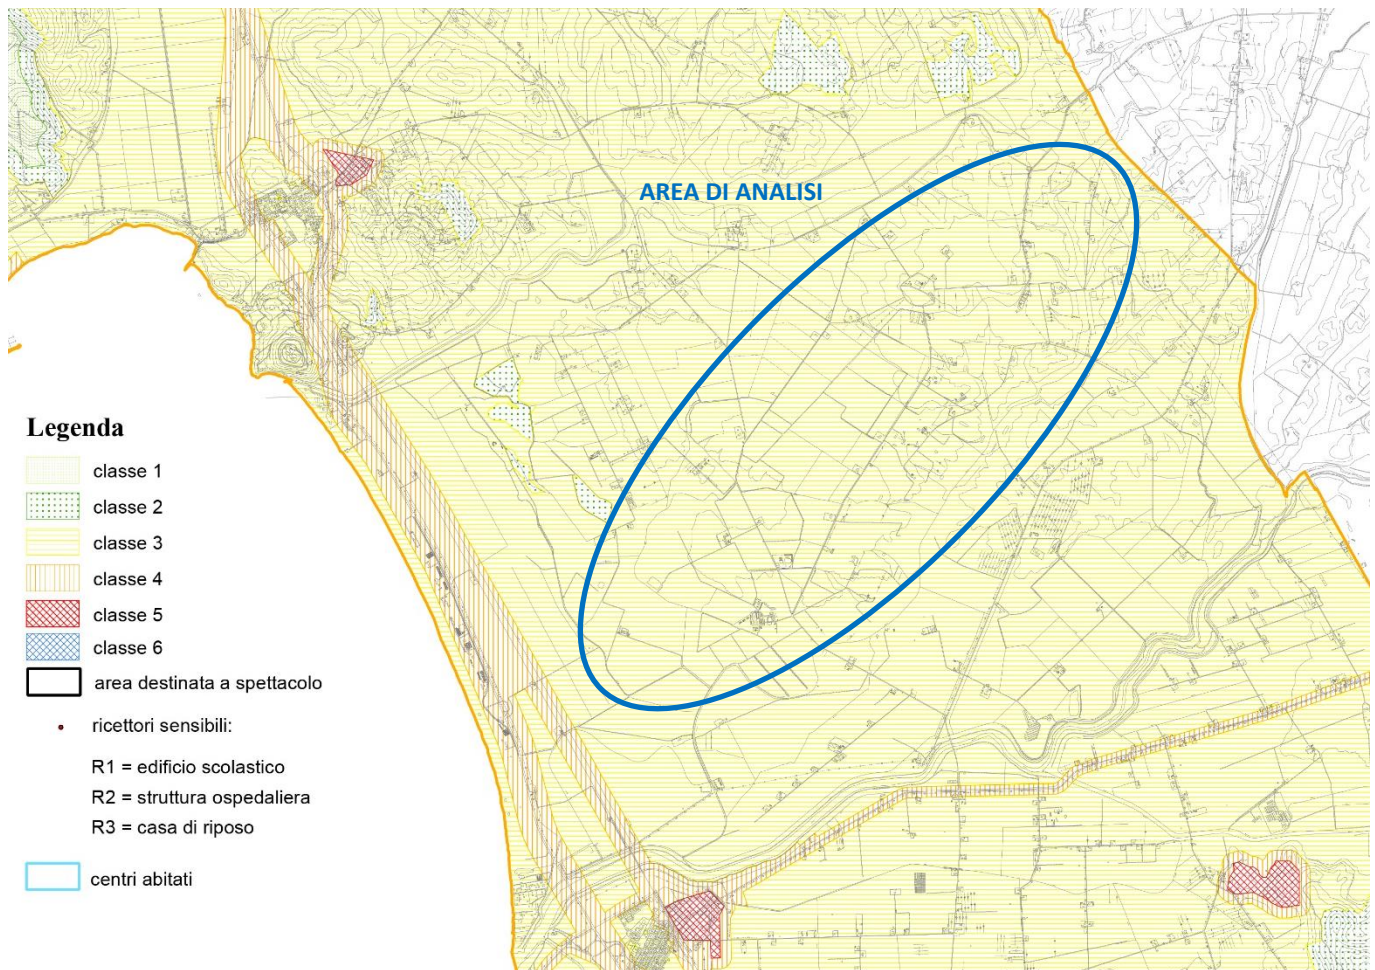 AREA DI ANALISI
Legenda
classe 1
classe 2
classe 3
classe 4
classe 5
classe 6
area destinata a spettacolo
ricettori sensibili:
R1 = edificio scolastico
R2 = struttura ospedaliera
R3 = casa di riposo
centri abitati